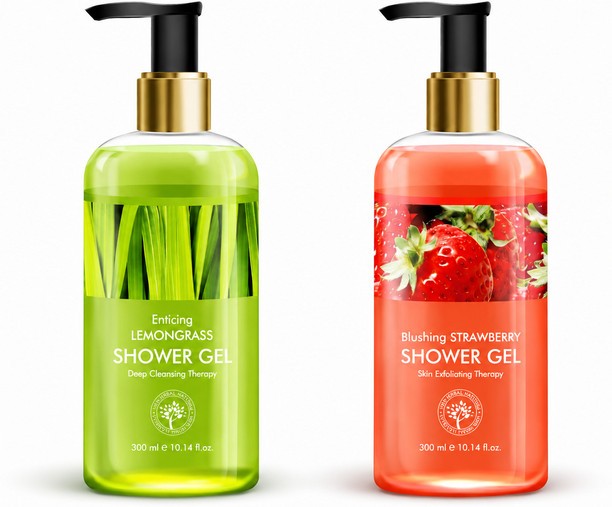 Enticing
LEMONGRASS
SHOWER GEL
Deep Cleansing Therapy
300 ml e 10.14 fl.oz.
Blushing STRAWBERRY
SHOWER GEL
Skin Exfoliating Therapy
300 ml e 10.14 fl.oz.